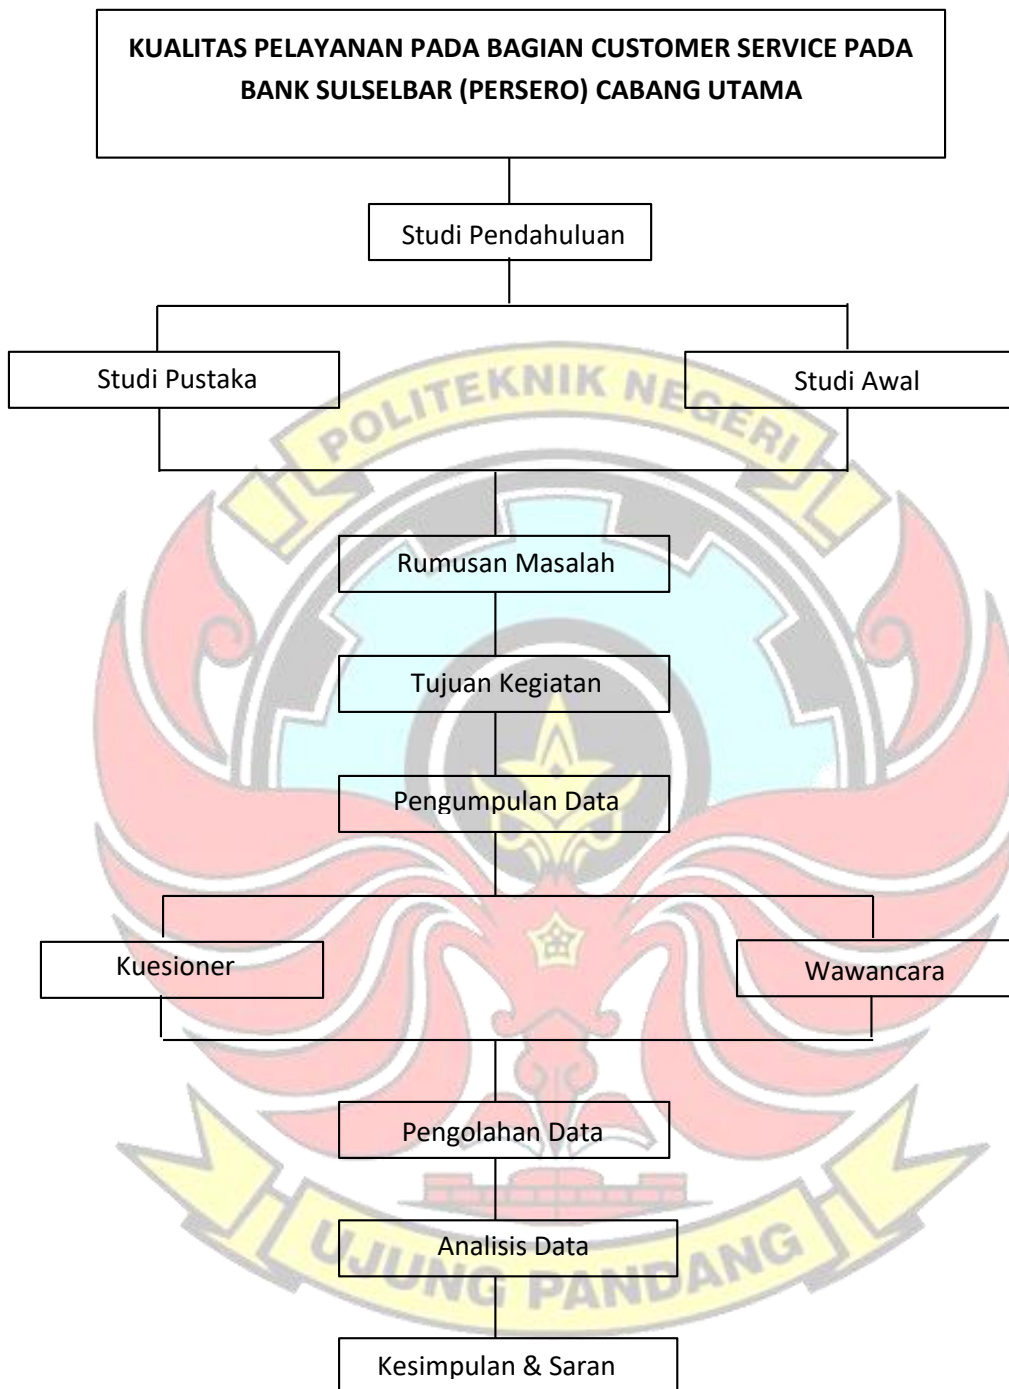 KUALITAS PELAYANAN PADA BAGIAN CUSTOMER SERVICE PADA
BANK SULSELBAR (PERSERO) CABANG UTAMA
Studi Pendahuluan
Studi Pustaka
Studi Awal
POLITEKNIK NEGERI
Rumusan Masalah
Tujuan Kegiatan
Pengumpulan Data
Kuesioner
Wawancara
Pengolahan Data
Analisis Data
UJUNG PANDANG
Kesimpulan & Saran